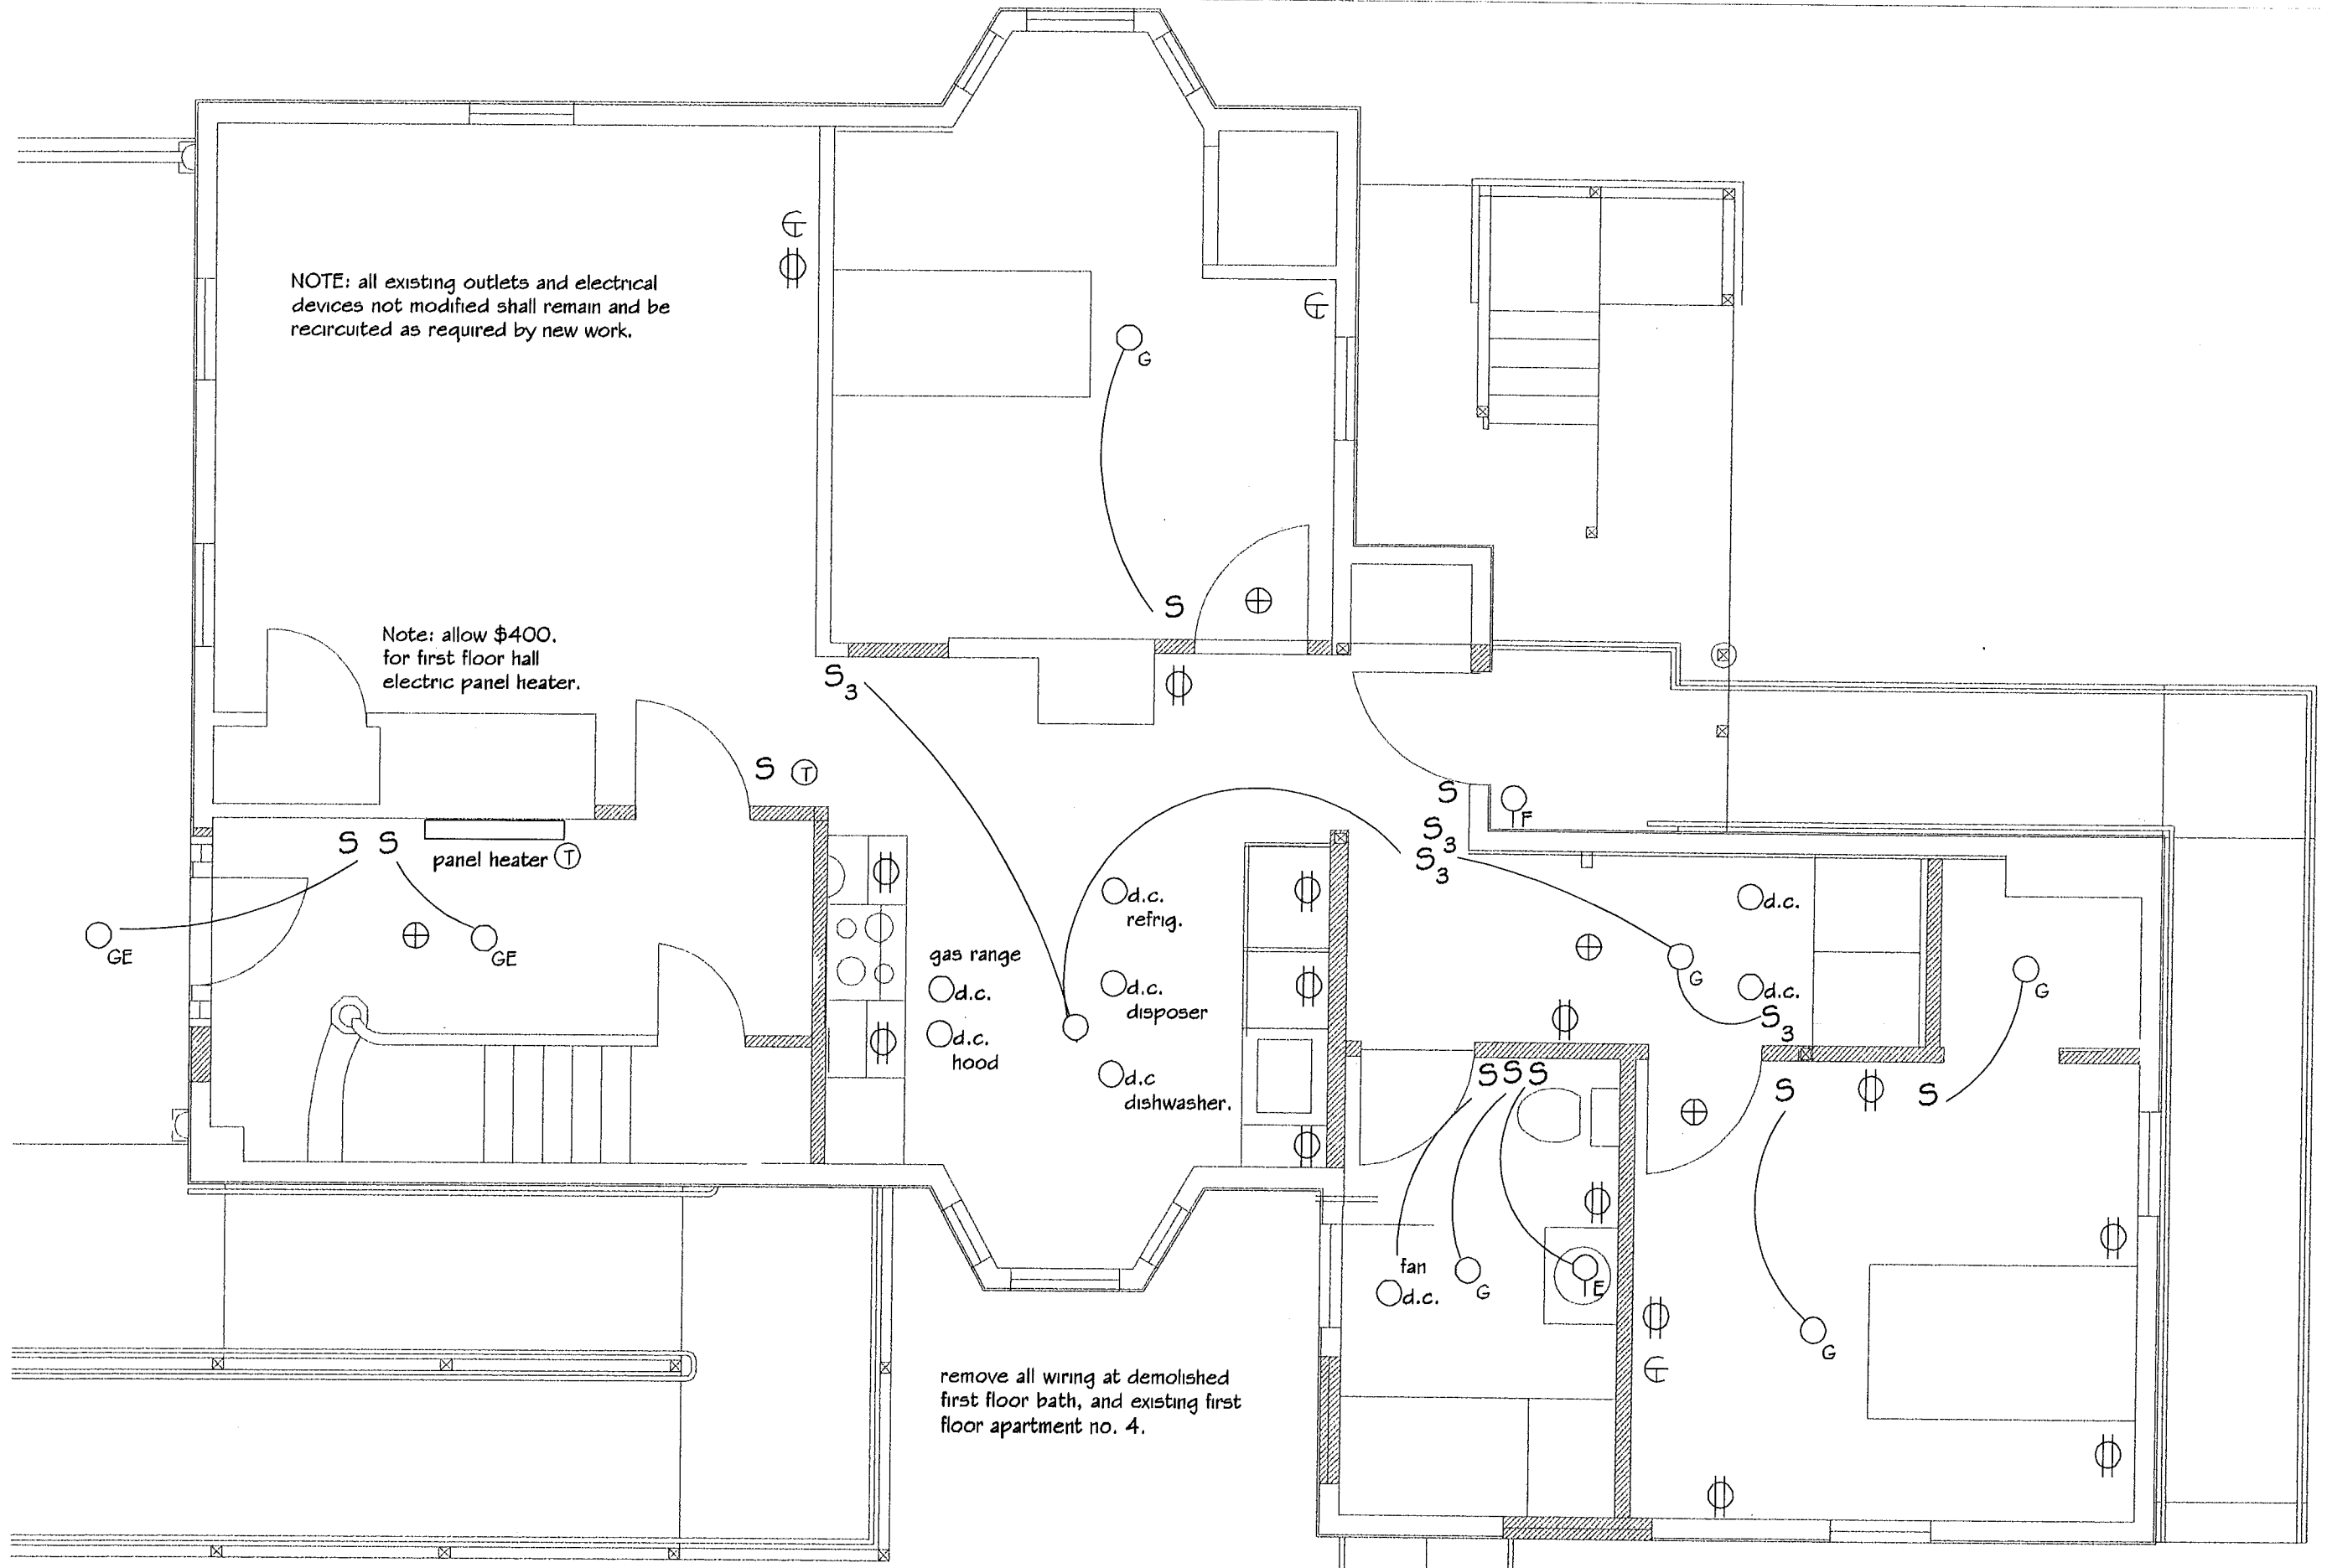 NOTE: all existing outlets and electrical
devices not modified shall remain and be
recircuited as required by new work.
G
S
Note: allow $400.
for first floor hall
electric panel heater.
S3
S T
S
F
S3
S3
S S
panel heater T
GE
GE
gas range
d.c.
d.c.
hood
d.c.
refrig.
d.c.
disposer
d.c
dishwasher.
d.c.
G
d.c.
S3
G
S S S
S
S
fan
d.c.
G
E
G
remove all wiring at demolished
first floor bath, and existing first
floor apartment no. 4.